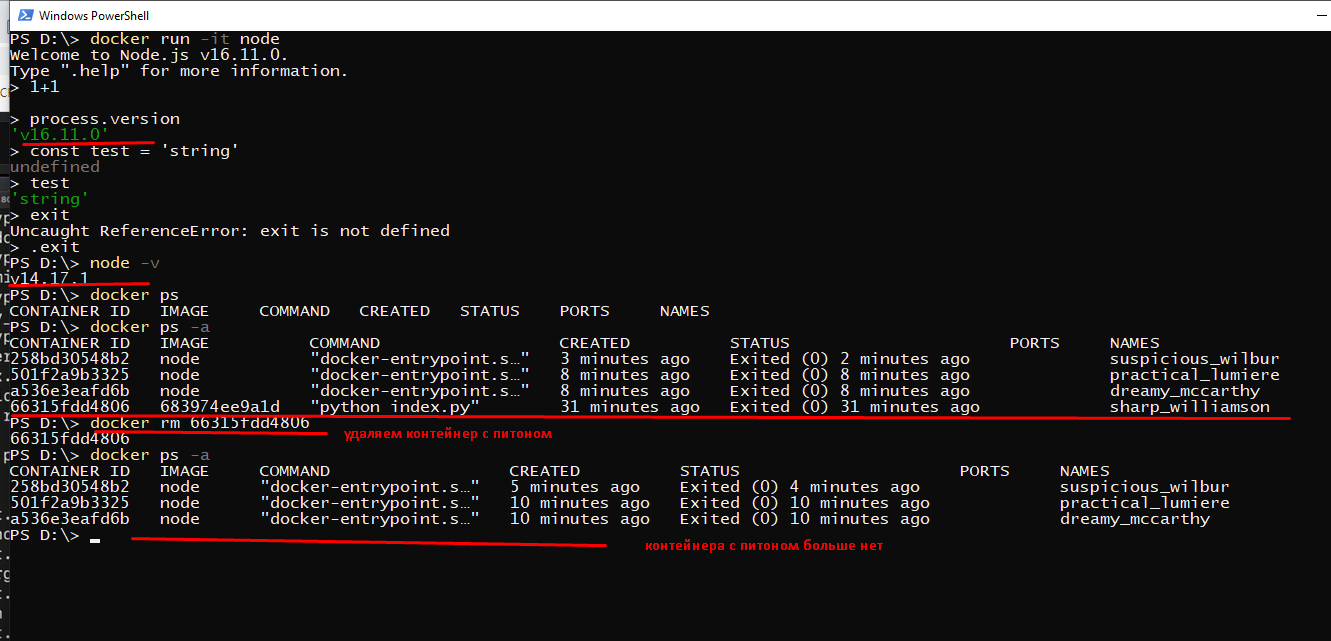 Windows PowerShell
PS D:\> docker run -it node
Welcome to Node.js v16.11.0.
Type ".help" for more information.
> 1+1
> process.version
'v16.11.0'
> const test = 'string'
undefined
> test
'string'
> exit
Uncaught ReferenceError: exit is not defined
> .exit
PS D:\> node -v
v14.17.1
PS D:\> docker ps
CONTAINER ID IMAGE COMMAND CREATED STATUS PORTS NAMES
PS D:\> docker ps -a
CONTAINER ID IMAGE COMMAND CREATED STATUS PORTS NAMES
258bd30548b2 node "docker-entrypoint.s…" 3 minutes ago Exited (0) 2 minutes ago suspicious_wilbur
501f2a9b3325 node "docker-entrypoint.s…" 8 minutes ago Exited (0) 8 minutes ago practical_lumiere
a536e3eafd6b node "docker-entrypoint.s…" 8 minutes ago Exited (0) 8 minutes ago dreamy_mccarthy
66315fdd4806 683974ee9a1d "python index.py" 31 minutes ago Exited (0) 31 minutes ago sharp_williamson
PS D:\> docker rm 66315fdd4806
удаляем контейнер с питоном
66315fdd4806
PS D:\> docker ps -a
CONTAINER ID IMAGE COMMAND CREATED STATUS PORTS NAMES
258bd30548b2 node "docker-entrypoint.s…" 5 minutes ago Exited (0) 4 minutes ago suspicious_wilbur
501f2a9b3325 node "docker-entrypoint.s…" 10 minutes ago Exited (0) 10 minutes ago practical_lumiere
a536e3eafd6b node "docker-entrypoint.s…" 10 minutes ago Exited (0) 10 minutes ago dreamy_mccarthy
PS D:\>
контейнера с питоном больше нет